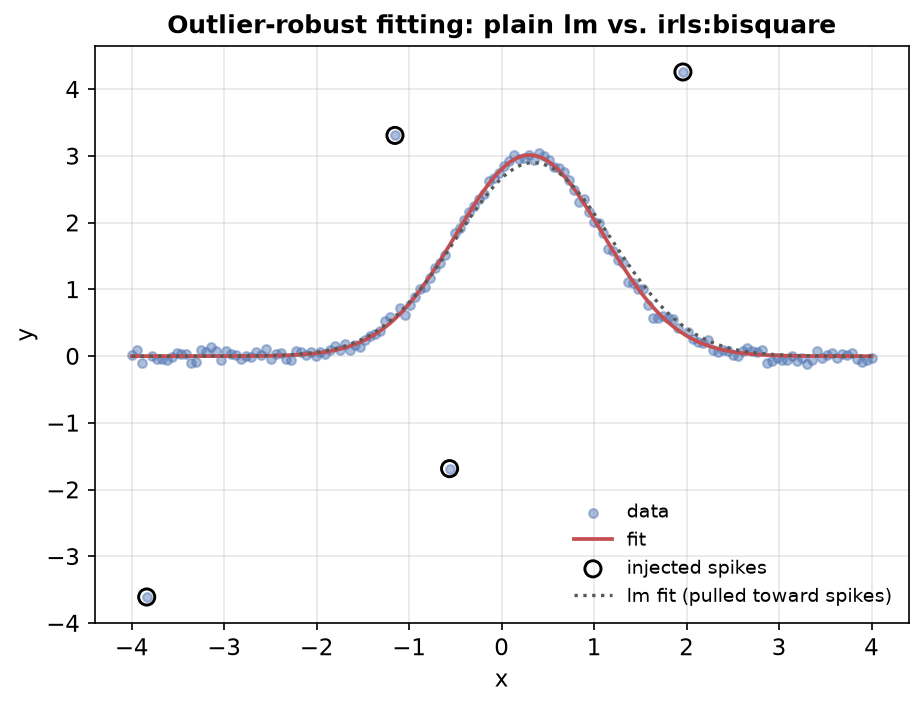 Outlier-robust fitting: plain lm vs. irls:bisquare
y
4
3
2
1
0
−1
−2
−3
−4
data
fit
injected spikes
lm fit (pulled toward spikes)
−4 −3 −2 −1 0 1 2 3 4
x